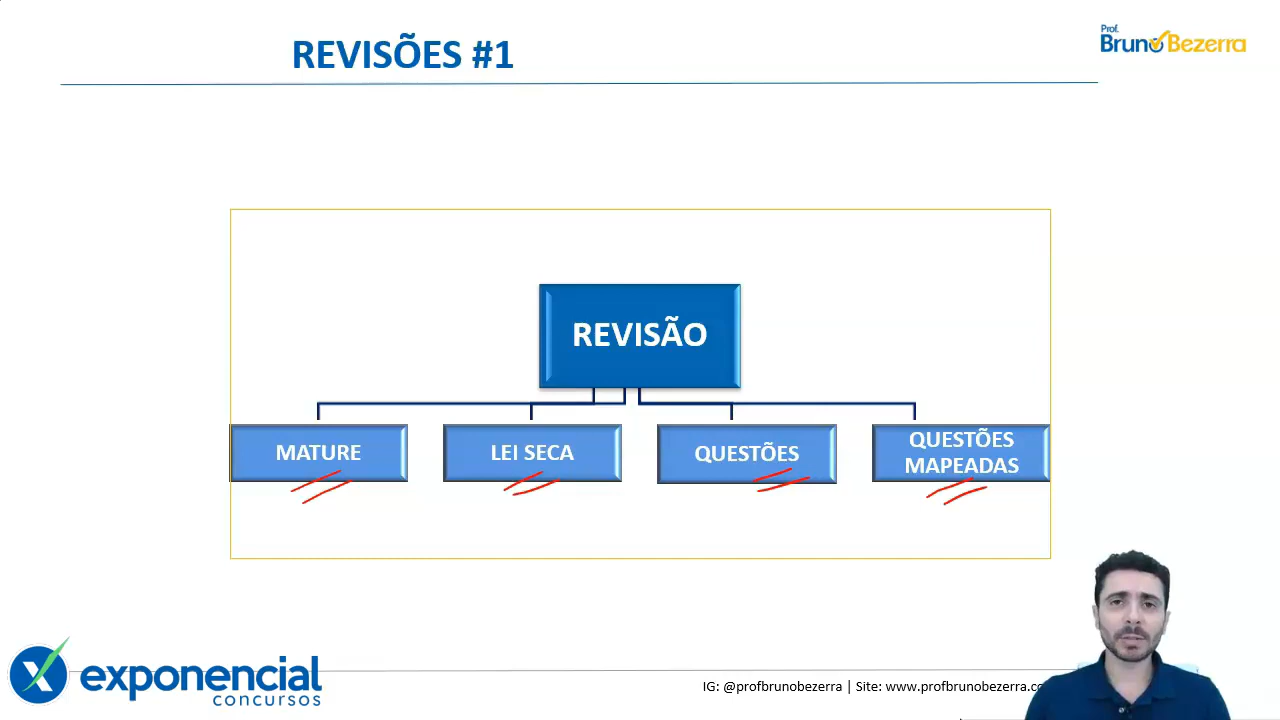 REVISÕES #1
Prof.
Bruno Bezerra
REVISÃO
MATURE
LEI SECA
QUESTÕES
QUESTÕES
MAPEADAS
exponencial
concursos
IG: @profbrunobezerra | Site: www.profbrunobezerra.co